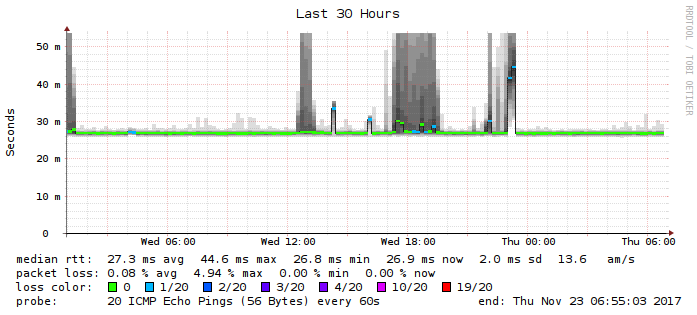 Last 30 Hours
RRDTOOL / TOBI OETIKER
Seconds
50 m
40 m
30 m
20 m
10 m
0
Wed 06:00 Wed 12:00 Wed 18:00 Thu 00:00 Thu 06:00
median rtt: 27.3 ms avg 44.6 ms max 26.8 ms min 26.9 ms now 2.0 ms sd 13.6 am/s
packet loss: 0.08 % avg 4.94 % max 0.00 % min 0.00 % now
loss color: 0 1/20 2/20 3/20 4/20 10/20 19/20
probe: 20 ICMP Echo Pings (56 Bytes) every 60s end: Thu Nov 23 06:55:03 2017